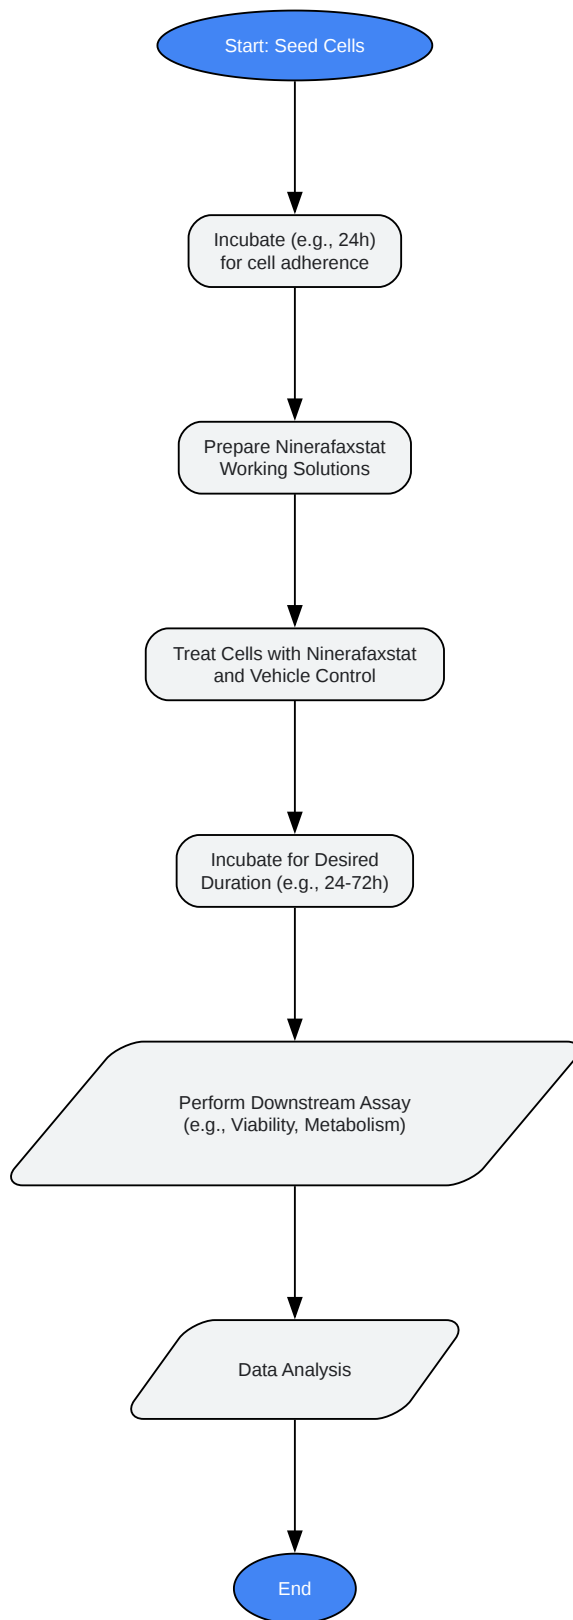 Start: Seed Cells
Incubate (e.g., 24h)
for cell adherence
Prepare Ninerafaxstat
Working Solutions
Treat Cells with Ninerafaxstat
and Vehicle Control
Incubate for Desired
Duration (e.g., 24-72h)
Perform Downstream Assay
(e.g., Viability, Metabolism)
Data Analysis
End